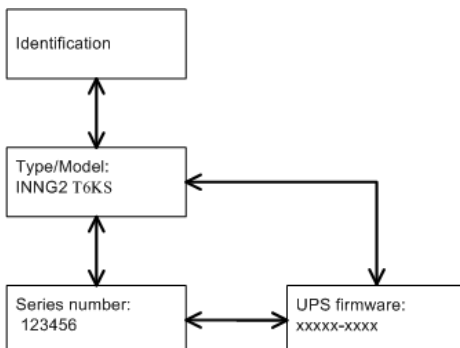 Identification
Type/Model:
INNG2 T6KS
Series number:
123456
UPS firmware:
xxxxx-xxxx